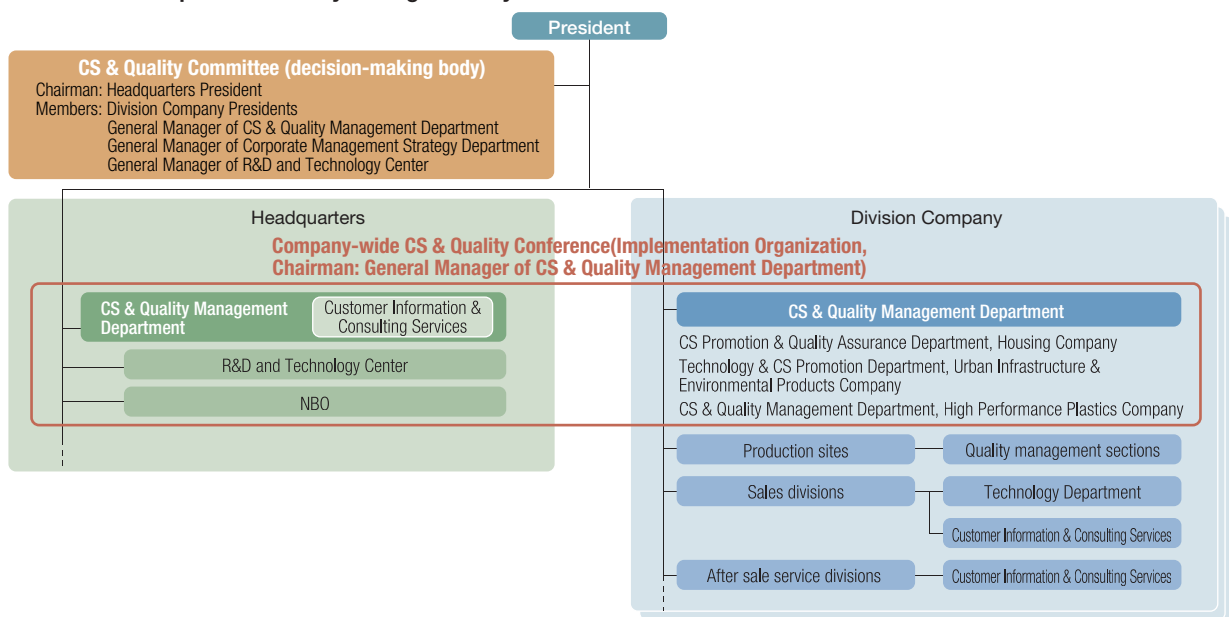 President
CS & Quality Committee (decision-making body)
Chairman: Headquarters President
Members: Division Company Presidents
General Manager of CS & Quality Management Department
General Manager of Corporate Management Strategy Department
General Manager of R&D and Technology Center
Headquarters
Division Company
Company-wide CS & Quality Conference(Implementation Organization,
Chairman: General Manager of CS & Quality Management Department)
CS & Quality Management
Department
Customer Information &
Consulting Services
R&D and Technology Center
NBO
CS & Quality Management Department
CS Promotion & Quality Assurance Department, Housing Company
Technology & CS Promotion Department, Urban Infrastructure &
Environmental Products Company
CS & Quality Management Department, High Performance Plastics Company
Production sites
Quality management sections
Sales divisions
Technology Department
Customer Information & Consulting Services
After sale service divisions
Customer Information & Consulting Services